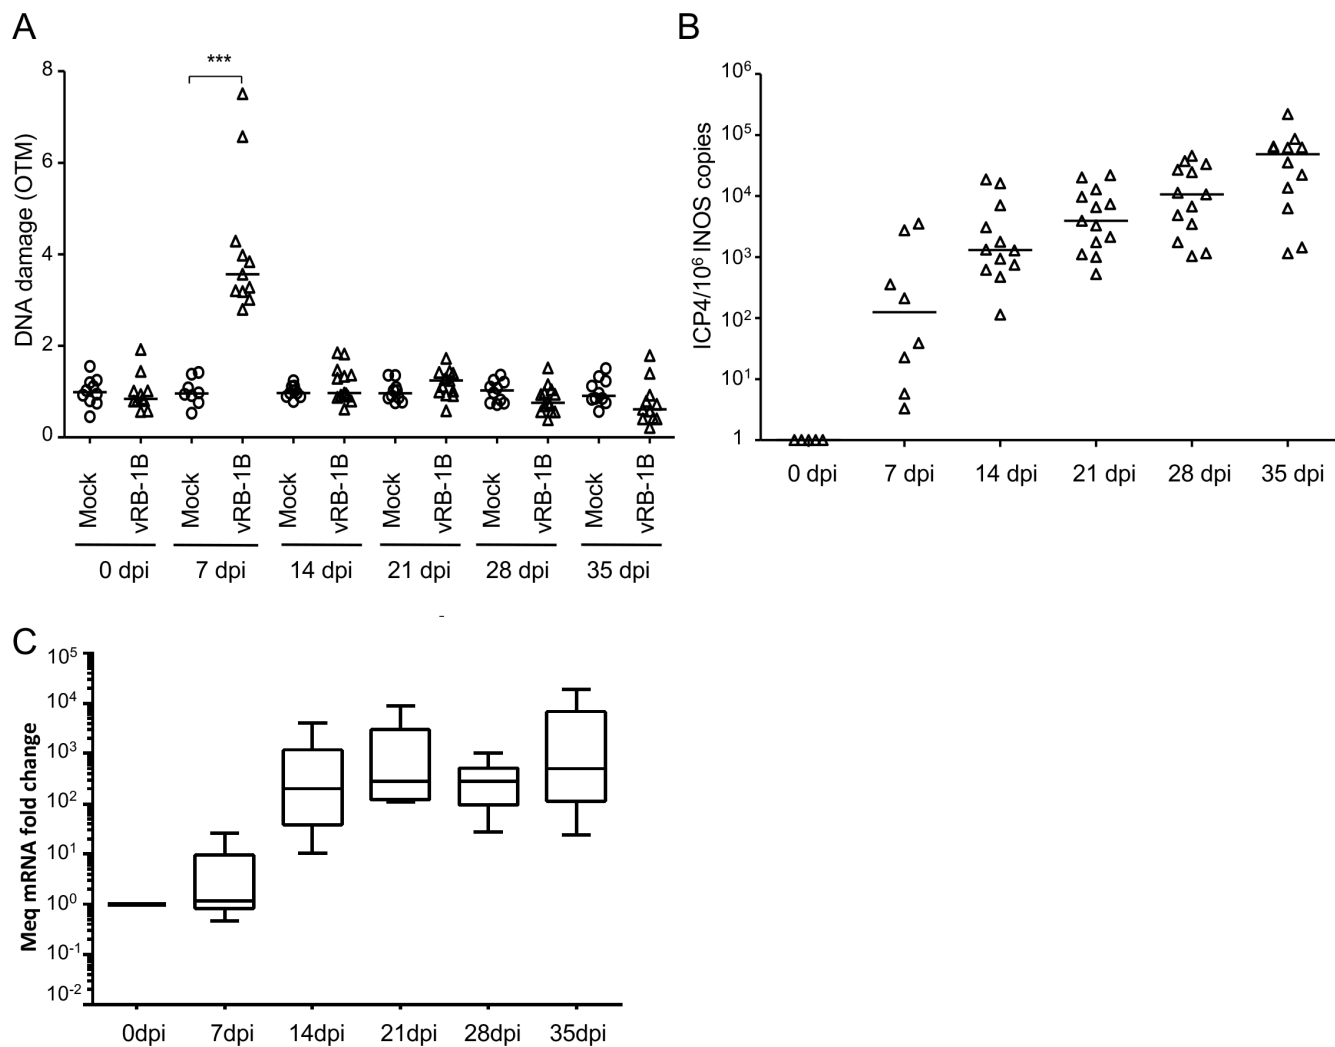 A
B
***
8
6
4
2
0
DNA damage (OTM)
Mock
vRB-1B
Mock
vRB-1B
Mock
vRB-1B
Mock
vRB-1B
Mock
vRB-1B
Mock
vRB-1B
0 dpi
7 dpi
14 dpi
21 dpi
28 dpi
35 dpi
10⁶
10⁵
10⁴
10³
10²
10¹
1
ICP4/10⁶ INOS copies
0 dpi
7 dpi
14 dpi
21 dpi
28 dpi
35 dpi
C
10⁵
10⁴
10³
10²
10¹
10⁰
10⁻¹
10⁻²
Meq mRNA fold change
0dpi
7dpi
14dpi
21dpi
28dpi
35dpi